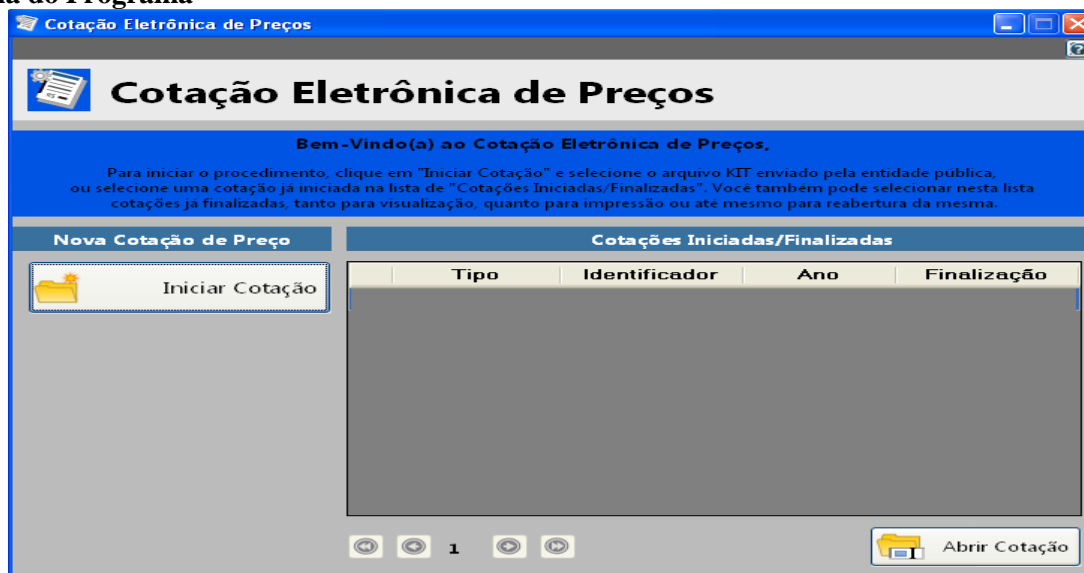 do Programa
Cotação Eletrônica de Preços
Cotação Eletrônica de Preços
Bem-Vindo(a) ao Cotação Eletrônica de Preços,
Para iniciar o procedimento, clique em "Iniciar Cotação" e selecione o arquivo KIT enviado pela entidade pública,
ou selecione uma cotação já iniciada na lista de "Cotações Iniciadas/Finalizadas". Você também pode selecionar nesta lista
cotações já finalizadas, tanto para visualização, quanto para impressão ou até mesmo para reabertura da mesma.
Nova Cotação de Preço
Cotações Iniciadas/Finalizadas
Iniciar Cotação
Tipo Identificador Ano Finalização
1
Abrir Cotação